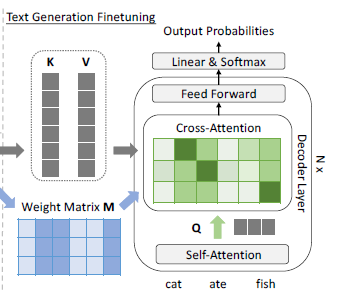 Text Generation Finetuning
Output Probabilities
Linear & Softmax
K V
Feed Forward
Cross-Attention
Decoder Layer
N x
Weight Matrix M
Q
Self-Attention
cat ate fish